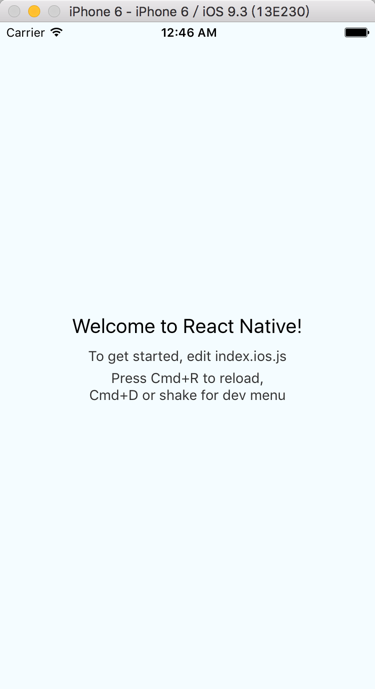 iPhone 6 - iPhone 6 / iOS 9.3 (13E230)
Carrier 12:46 AM
Welcome to React Native!
To get started, edit index.ios.js
Press Cmd+R to reload,
Cmd+D or shake for dev menu